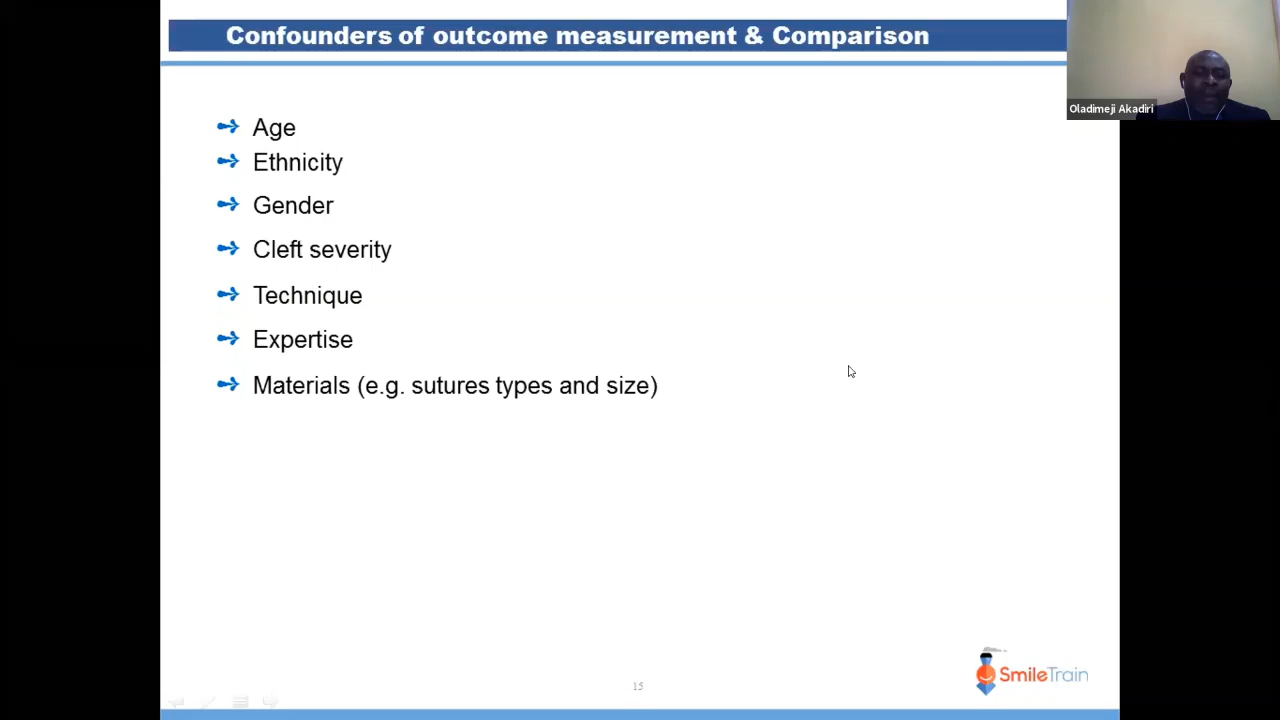 Confounders of outcome measurement & Comparison
Oladimeji Akadiri
Age
Ethnicity
Gender
Cleft severity
Technique
Expertise
Materials (e.g. sutures types and size)
SmileTrain
15